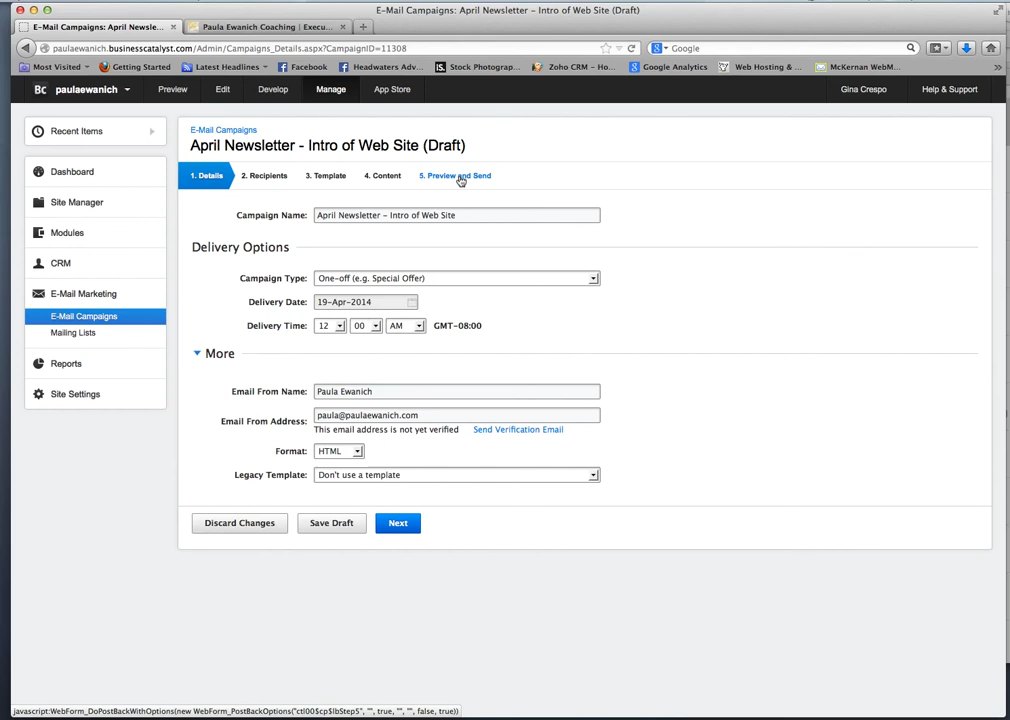 E-Mail Campaigns: April Newsletter - Intro of Web Site (Draft)
E-Mail Campaigns: April Newsle... × Paula Ewanich Coaching | Execu... × +
paulaewanich.businesscatalyst.com/Admin/Campaigns_Details.aspx?CampaignID=11308 Google
Most Visited Getting Started Latest Headlines Facebook Headwaters Adv... Stock Photograp... Zoho CRM - Ho... Google Analytics Web Hosting & ... McKernan WebM... »
Bc paulaewanich Preview Edit Develop Manage App Store Gina Crespo Help & Support
Recent Items
Dashboard
Site Manager
Modules
CRM
E-Mail Marketing
E-Mail Campaigns
Mailing Lists
Reports
Site Settings
E-Mail Campaigns
April Newsletter - Intro of Web Site (Draft)
1. Details 2. Recipients 3. Template 4. Content 5. Preview and Send
Campaign Name: April Newsletter - Intro of Web Site
Delivery Options
Campaign Type: One-off (e.g. Special Offer)
Delivery Date: 19-Apr-2014
Delivery Time: 12 00 AM GMT-08:00
More
Email From Name: Paula Ewanich
Email From Address: paula@paulaewanich.com
This email address is not yet verified Send Verification Email
Format: HTML
Legacy Template: Don't use a template
Discard Changes Save Draft Next
javascript:WebForm_DoPostBackWithOptions(new WebForm_PostBackOptions("ctl00$cp$lbStep5", "", true, "", "", false, true))